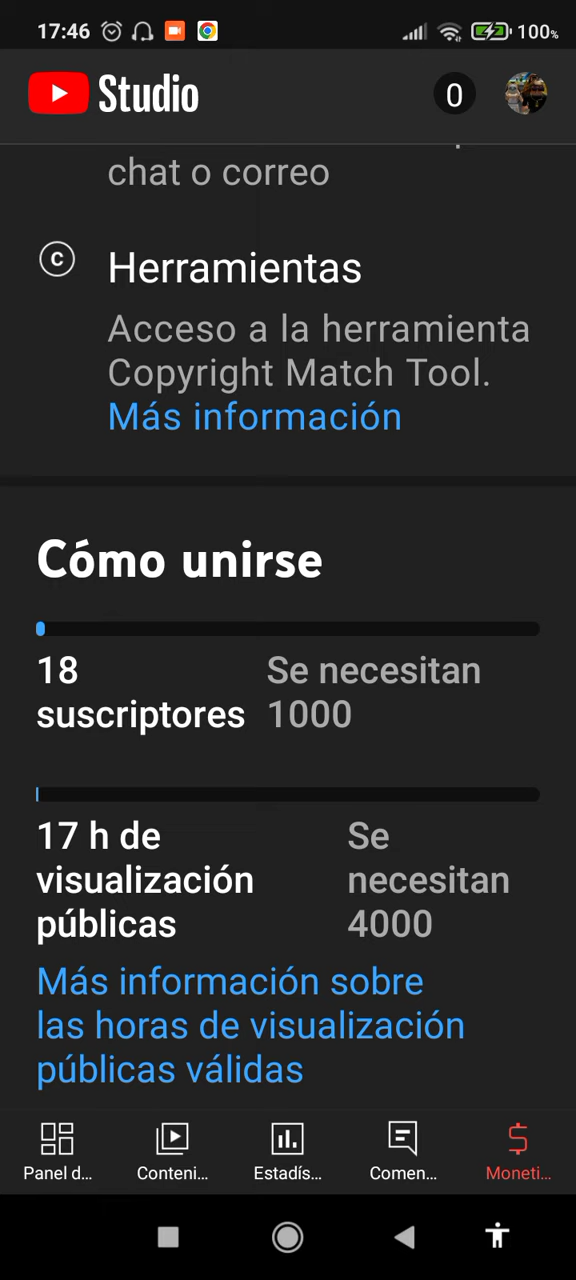 17:46
100%
Studio
0
chat o correo
C
Herramientas
Acceso a la herramienta
Copyright Match Tool.
Más información
Cómo unirse
18 suscriptores
Se necesitan 1000
17 h de visualización públicas
Se necesitan 4000
Más información sobre
las horas de visualización
públicas válidas
Panel d...
Conteni...
Estadís...
Comen...
Moneti...